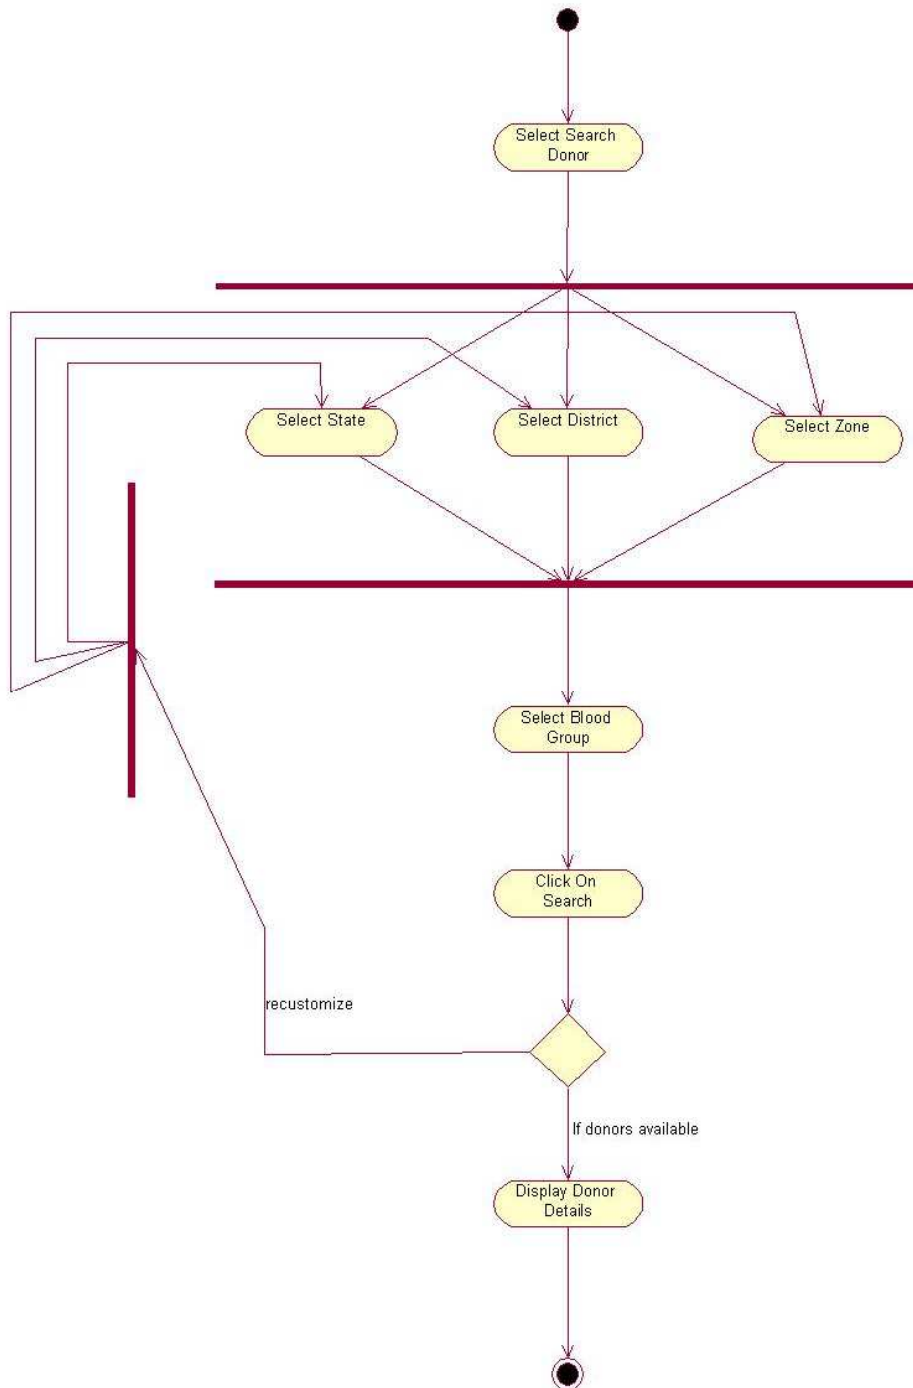 Select Search
Donor
Select State
Select District
Select Zone
Select Blood
Group
Click On
Search
recustomize
If donors available
Display Donor
Details